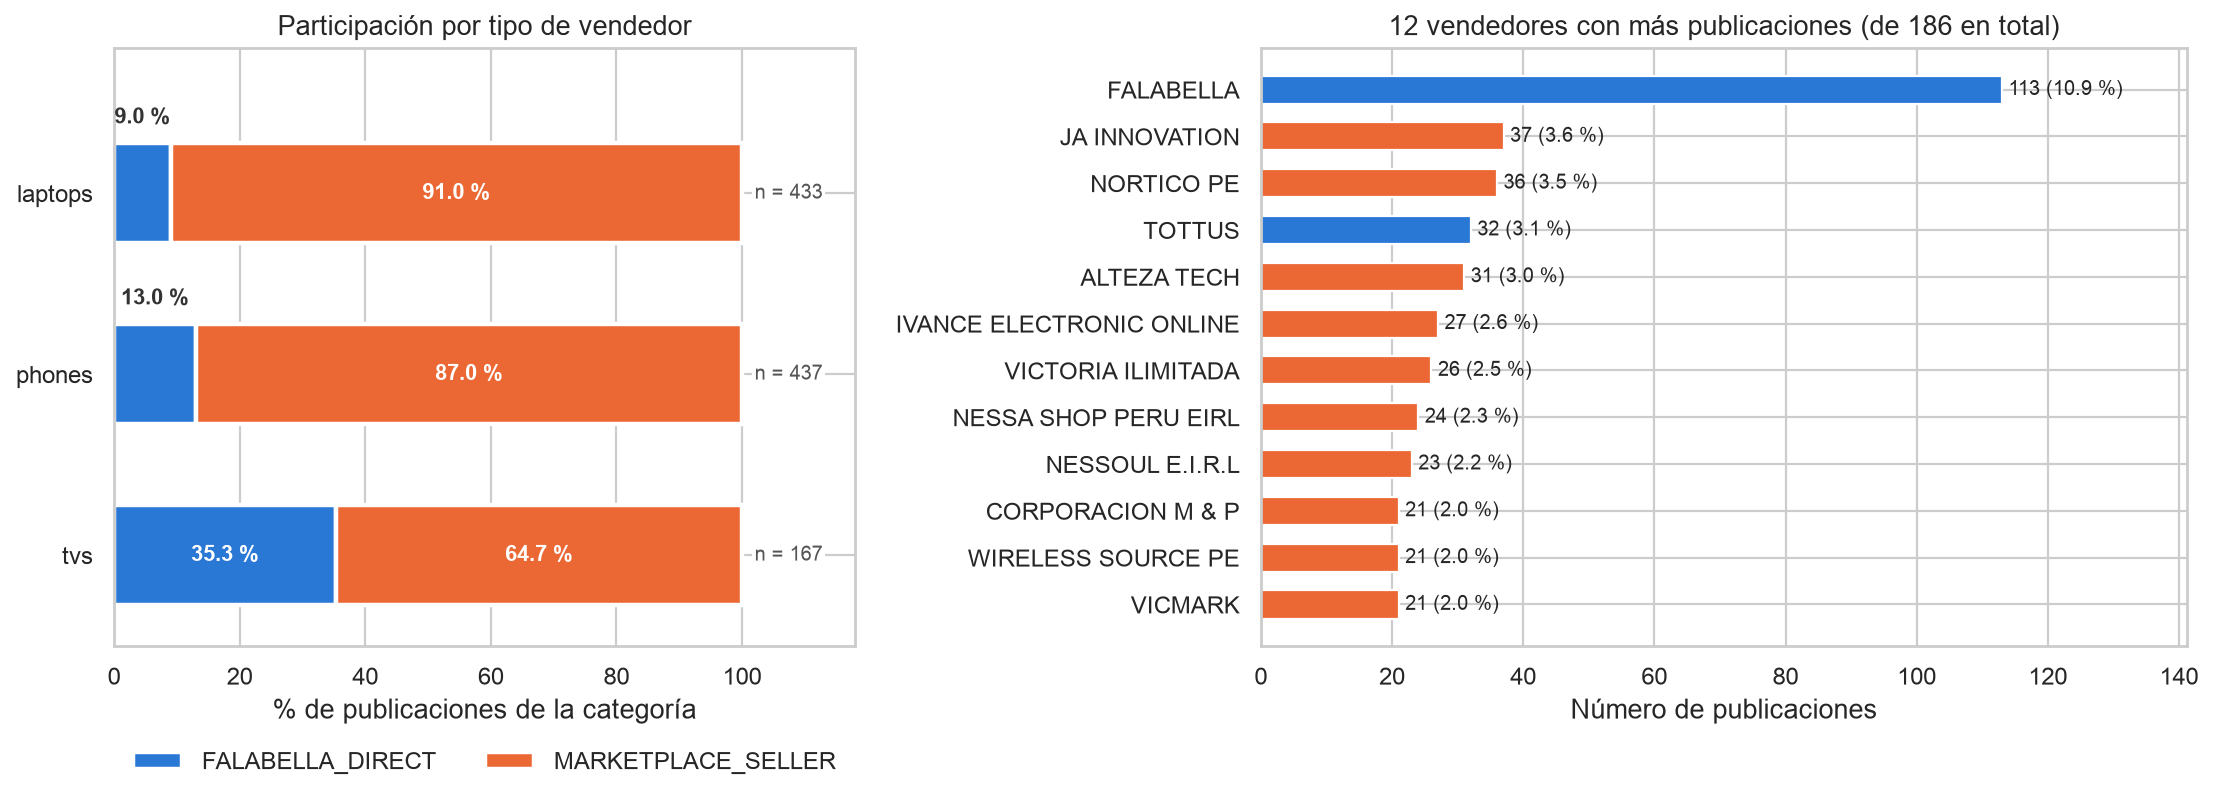 Participación por tipo de vendedor
9.0 %
laptops
91.0 %
n = 433
13.0 %
phones
87.0 %
n = 437
tvs
35.3 %
64.7 %
n = 167
0 20 40 60 80 100
% de publicaciones de la categoría
FALABELLA_DIRECT
MARKETPLACE_SELLER
12 vendedores con más publicaciones (de 186 en total)
FALABELLA 113 (10.9 %)
JA INNOVATION 37 (3.6 %)
NORTICO PE 36 (3.5 %)
TOTTUS 32 (3.1 %)
ALTEZA TECH 31 (3.0 %)
IVANCE ELECTRONIC ONLINE 27 (2.6 %)
VICTORIA ILIMITADA 26 (2.5 %)
NESSA SHOP PERU EIRL 24 (2.3 %)
NESSOUL E.I.R.L 23 (2.2 %)
CORPORACION M & P 21 (2.0 %)
WIRELESS SOURCE PE 21 (2.0 %)
VICMARK 21 (2.0 %)
0 20 40 60 80 100 120 140
Número de publicaciones